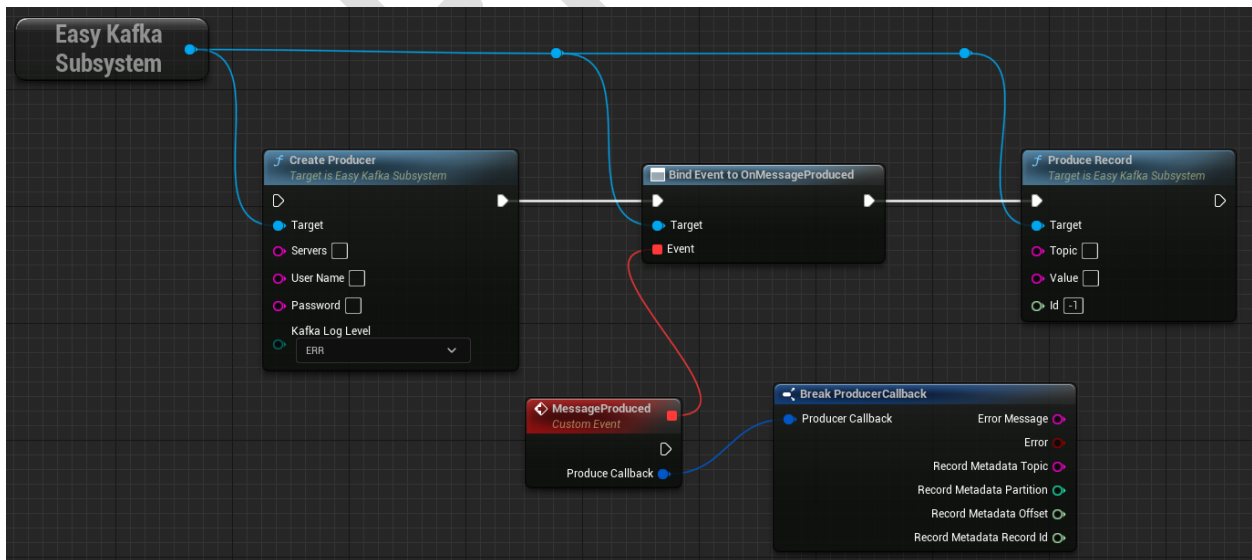 Easy Kafka
Subsystem
f Create Producer
Target is Easy Kafka Subsystem
Target
Servers
User Name
Password
Kafka Log Level
ERR
Bind Event to OnMessageProduced
Target
Event
f Produce Record
Target is Easy Kafka Subsystem
Target
Topic
Value
Id -1
MessageProduced
Custom Event
Produce Callback
Break ProducerCallback
Producer Callback Error Message
Error
Record Metadata Topic
Record Metadata Partition
Record Metadata Offset
Record Metadata Record Id